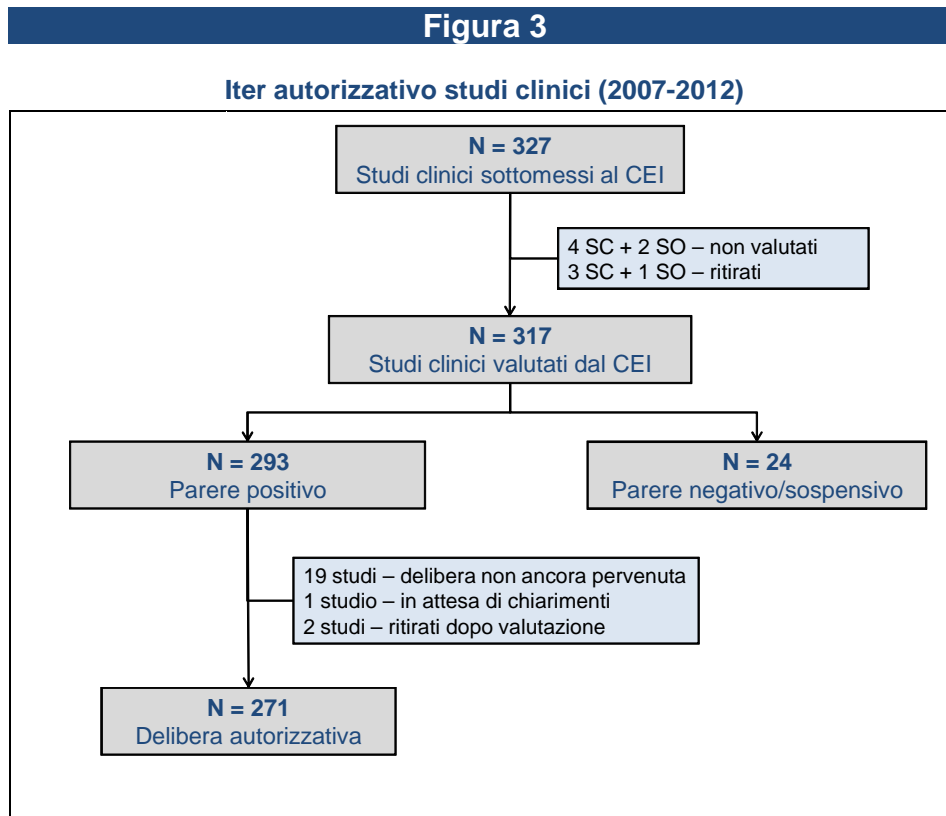 Figura 3
Iter autorizzativo studi clinici (2007-2012)
N = 327
Studi clinici sottomessi al CEI
4 SC + 2 SO – non valutati
3 SC + 1 SO – ritirati
N = 317
Studi clinici valutati dal CEI
N = 293
Parere positivo
N = 24
Parere negativo/sospensivo
19 studi – delibera non ancora pervenuta
1 studio – in attesa di chiarimenti
2 studi – ritirati dopo valutazione
N = 271
Delibera autorizzativa